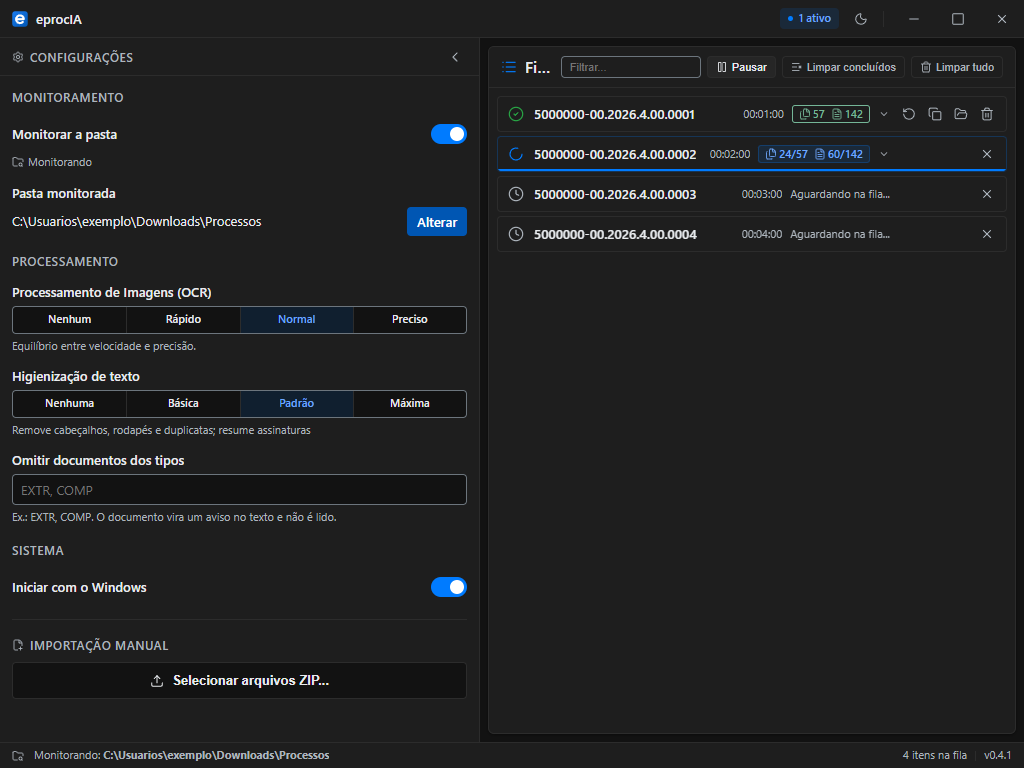 eprocIA
1 ativo
CONFIGURAÇÕES
MONITORAMENTO
Monitorar a pasta
Monitorando
Pasta monitorada
C:\Usuarios\exemplo\Downloads\Processos
Alterar
PROCESSAMENTO
Processamento de Imagens (OCR)
Nenhum Rápido Normal Preciso
Equilíbrio entre velocidade e precisão.
Higienização de texto
Nenhuma Básica Padrão Máxima
Remove cabeçalhos, rodapés e duplicatas; resume assinaturas
Omitir documentos dos tipos
EXTR, COMP
Ex.: EXTR, COMP. O documento vira um aviso no texto e não é lido.
SISTEMA
Iniciar com o Windows
IMPORTAÇÃO MANUAL
Selecionar arquivos ZIP...
Fi... Filtrar... Pausar Limpar concluídos Limpar tudo
5000000-00.2026.4.00.0001 00:01:00 57 142
5000000-00.2026.4.00.0002 00:02:00 24/57 60/142
5000000-00.2026.4.00.0003 00:03:00 Aguardando na fila...
5000000-00.2026.4.00.0004 00:04:00 Aguardando na fila...
Monitorando: C:\Usuarios\exemplo\Downloads\Processos
4 itens na fila v0.4.1